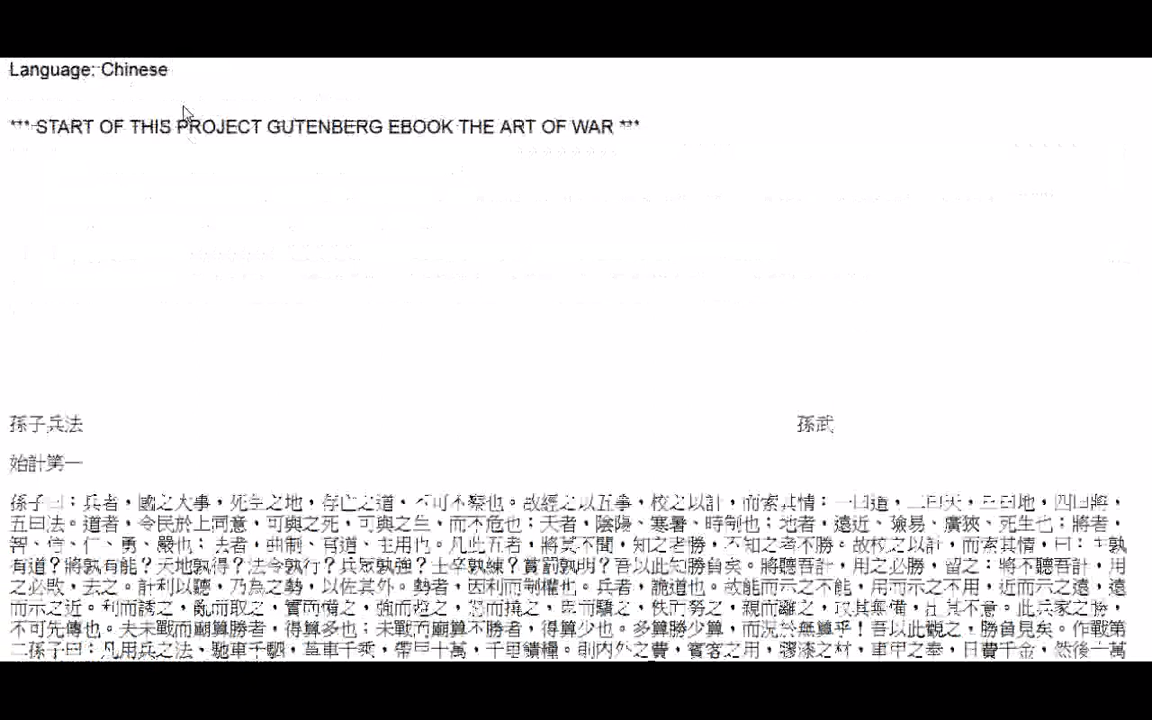 Language: Chinese
*** START OF THIS PROJECT GUTENBERG EBOOK THE ART OF WAR ***
孫子兵法 孫武
始計第一
孫子曰：兵者，國之大事，死生之地，存亡之道，不可不察也。故經之以五事，校之以計，而索其情：一曰道，二曰天，三曰地，四曰將，
五曰法。道者，令民於上同意，可與之死，可與之生，而不危也；天者，陰陽、寒暑、時制也；地者，遠近、險易、廣狹、死生也；將者，
智、信、仁、勇、嚴也；法者，曲制、官道、主用也。凡此五者，將莫不聞，知之者勝，不知之者不勝。故校之以計，而索其情，曰：主孰
有道？將孰有能？天地孰得？法令孰行？兵眾孰強？士卒孰練？賞罰孰明？吾以此知勝負矣。將聽吾計，用之必勝，留之；將不聽吾計，用
之必敗，去之。計利以聽，乃為之勢，以佐其外。勢者，因利而制權也。兵者，詭道也。故能而示之不能，用而示之不用，近而示之遠，遠
而示之近。利而誘之，亂而取之，實而備之，強而避之，怒而撓之，卑而驕之，佚而勞之，親而離之，攻其無備，出其不意。此兵家之勝，
不可先傳也。夫未戰而廟算勝者，得算多也；未戰而廟算不勝者，得算少也。多算勝少算，而況於無算乎！吾以此觀之，勝負見矣。作戰第
二孫子曰：凡用兵之法，馳車千駟，革車千乘，帶甲十萬，千里饋糧。則內外之費，賓客之用，膠漆之材，車甲之奉，日費千金，然後十萬